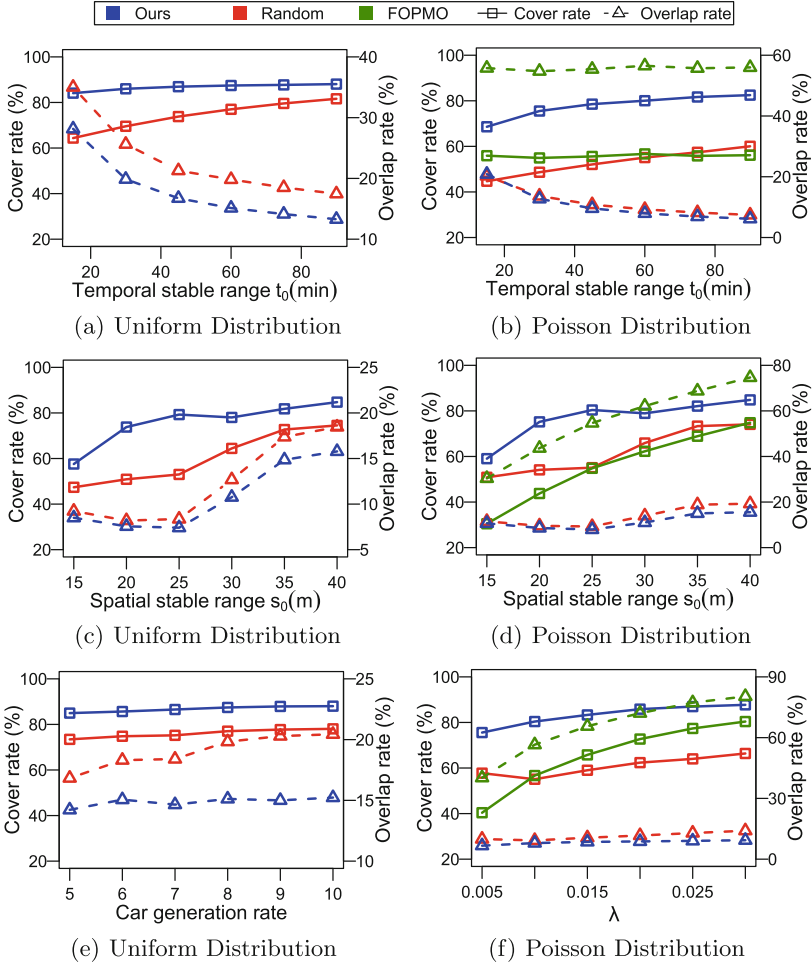 Ours Random FOPMO Cover rate Overlap rate
100
80
60
40
20
Cover rate (%)
40
30
20
10
Overlap rate (%)
20 40 60 80
Temporal stable range t₀(min)
(a) Uniform Distribution
100
80
60
40
20
Cover rate (%)
60
40
20
0
Overlap rate (%)
20 40 60 80
Temporal stable range t₀(min)
(b) Poisson Distribution
100
80
60
40
20
Cover rate (%)
25
20
15
10
5
Overlap rate (%)
15 20 25 30 35 40
Spatial stable range s₀(m)
(c) Uniform Distribution
100
80
60
40
20
Cover rate (%)
80
60
40
20
0
Overlap rate (%)
15 20 25 30 35 40
Spatial stable range s₀(m)
(d) Poisson Distribution
100
80
60
40
20
Cover rate (%)
25
20
15
10
Overlap rate (%)
5 6 7 8 9 10
Car generation rate
(e) Uniform Distribution
100
80
60
40
20
Cover rate (%)
90
60
30
0
Overlap rate (%)
0.005 0.015 0.025
λ
(f) Poisson Distribution